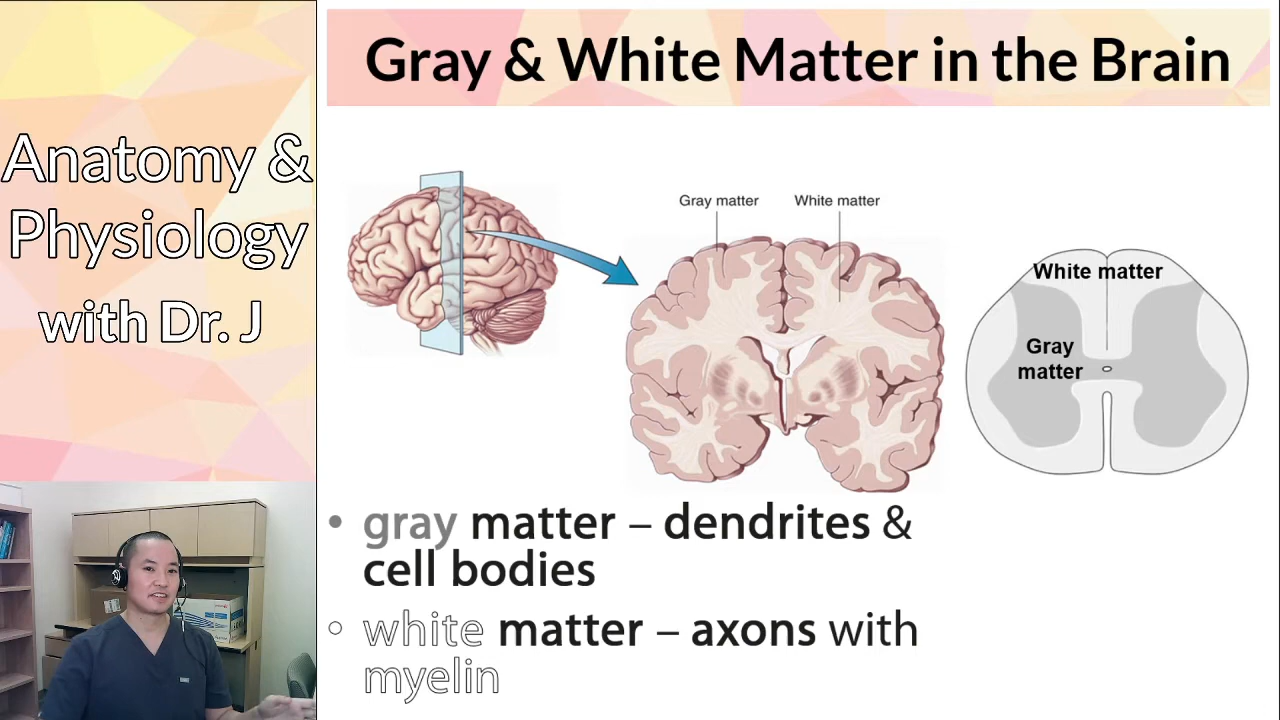 Anatomy &
Physiology
with Dr. J
Gray & White Matter in the Brain
Gray matter
White matter
White matter
Gray
matter
• gray matter – dendrites &
cell bodies
○ white matter – axons with
myelin